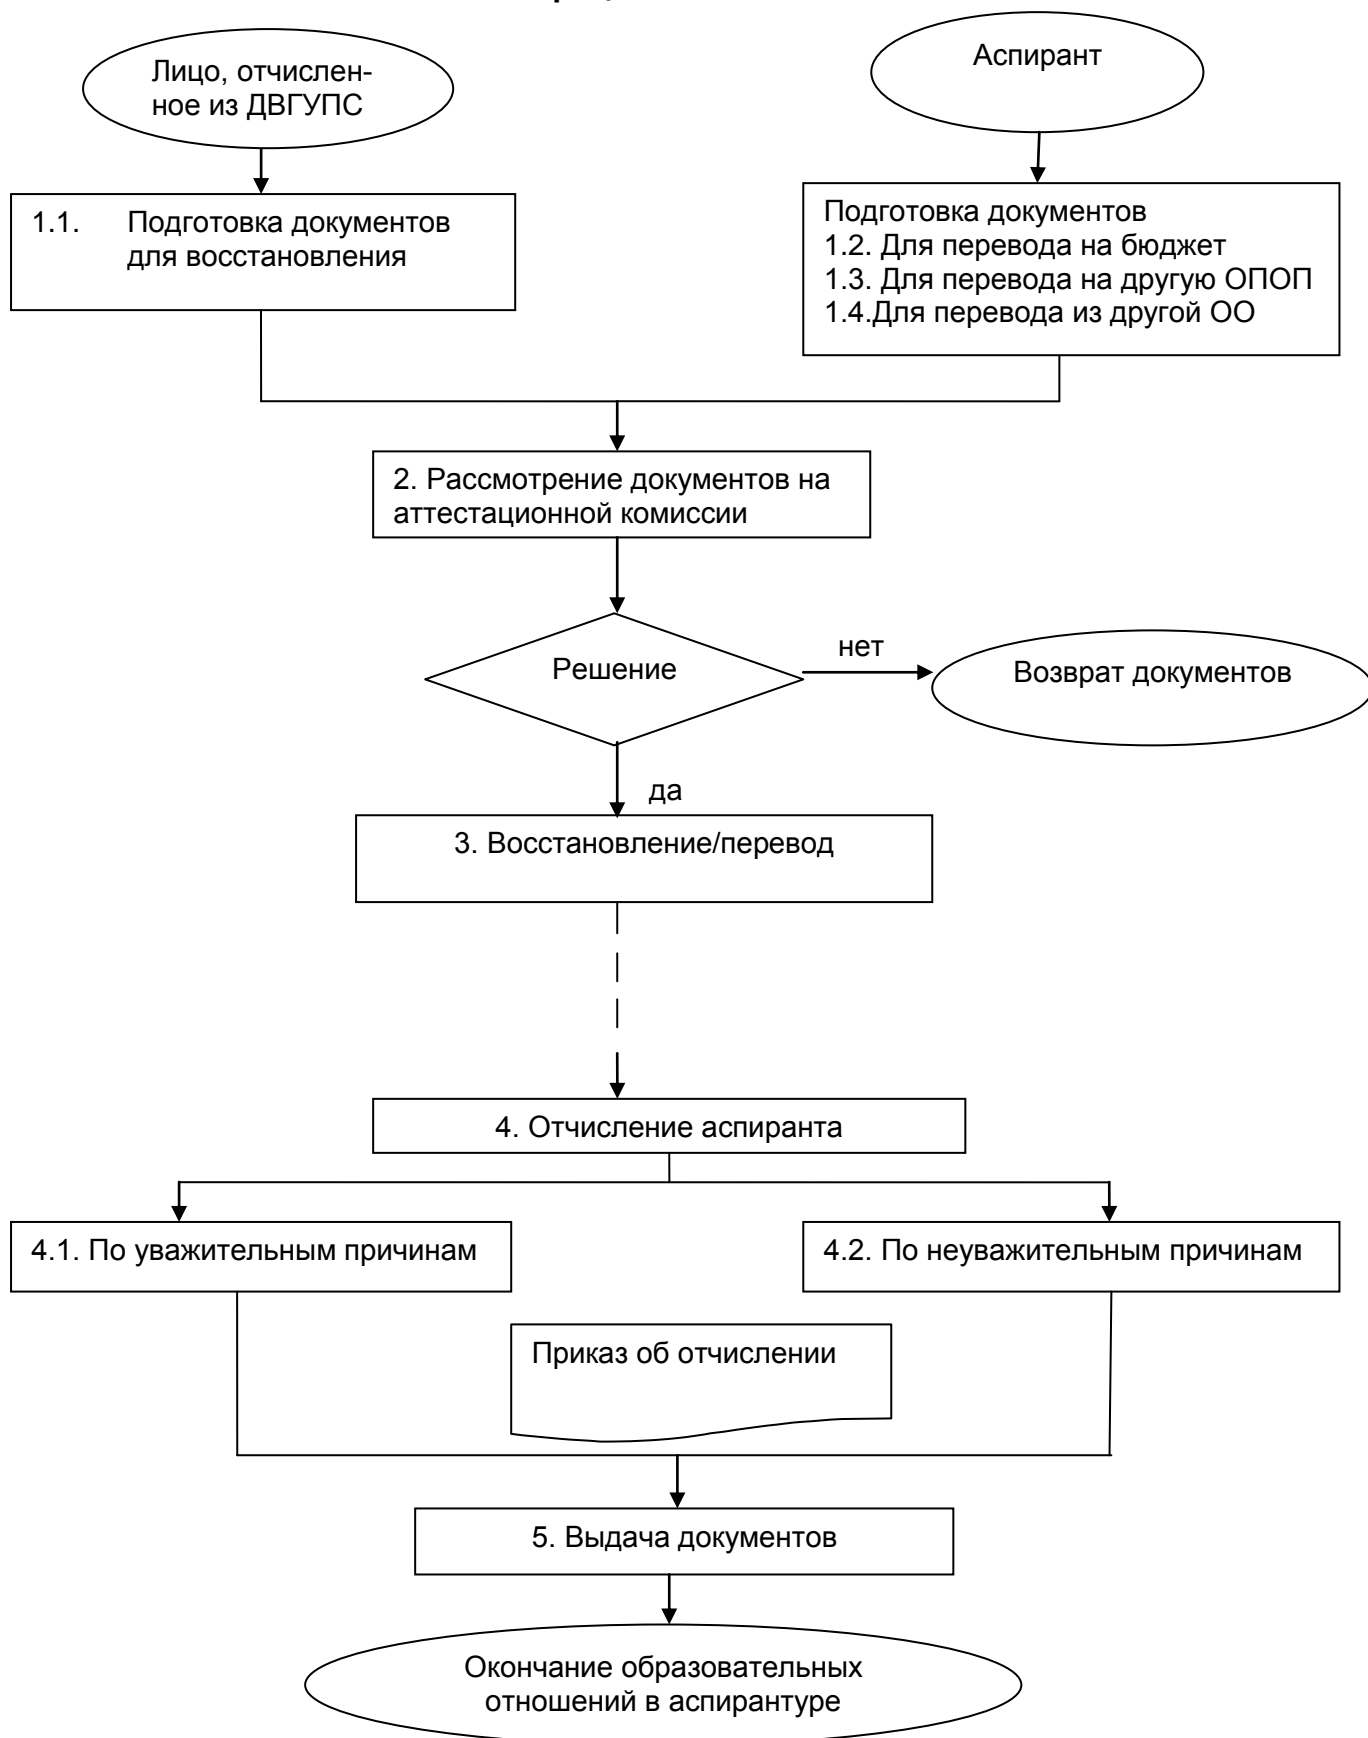 Лицо, отчислен-
ное из ДВГУПС
Аспирант
1.1. Подготовка документов
для восстановления
Подготовка документов
1.2. Для перевода на бюджет
1.3. Для перевода на другую ОПОП
1.4.Для перевода из другой ОО
2. Рассмотрение документов на
аттестационной комиссии
Решение
нет
Возврат документов
да
3. Восстановление/перевод
4. Отчисление аспиранта
4.1. По уважительным причинам
4.2. По неуважительным причинам
Приказ об отчислении
5. Выдача документов
Окончание образовательных
отношений в аспирантуре